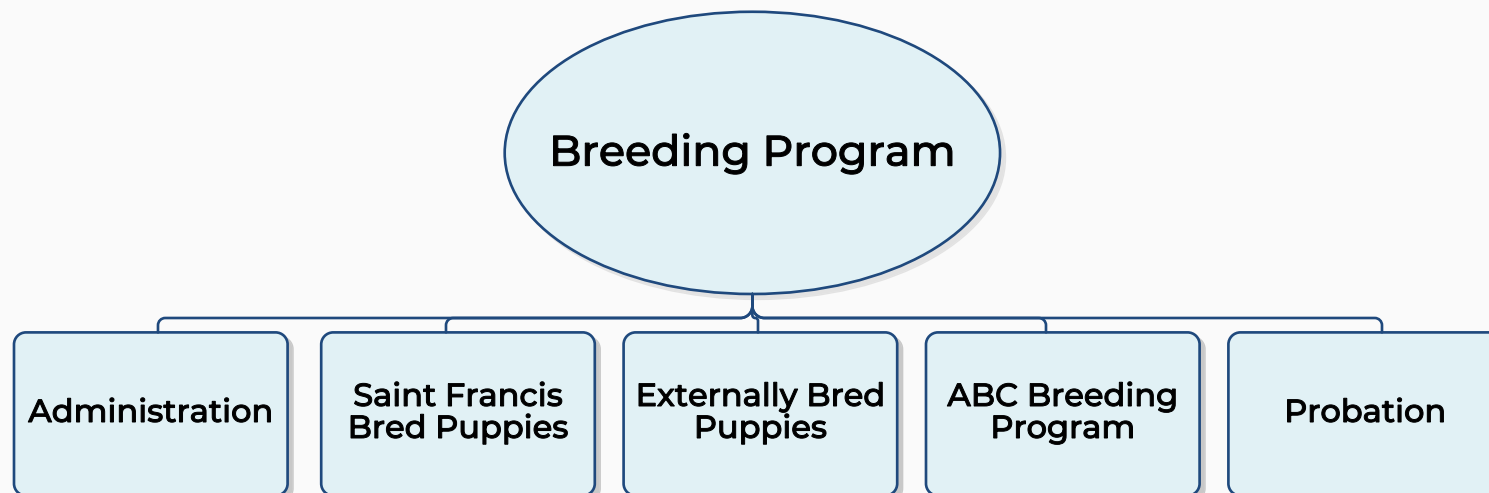 Breeding Program
Administration
Saint Francis
Bred Puppies
Externally Bred
Puppies
ABC Breeding
Program
Probation